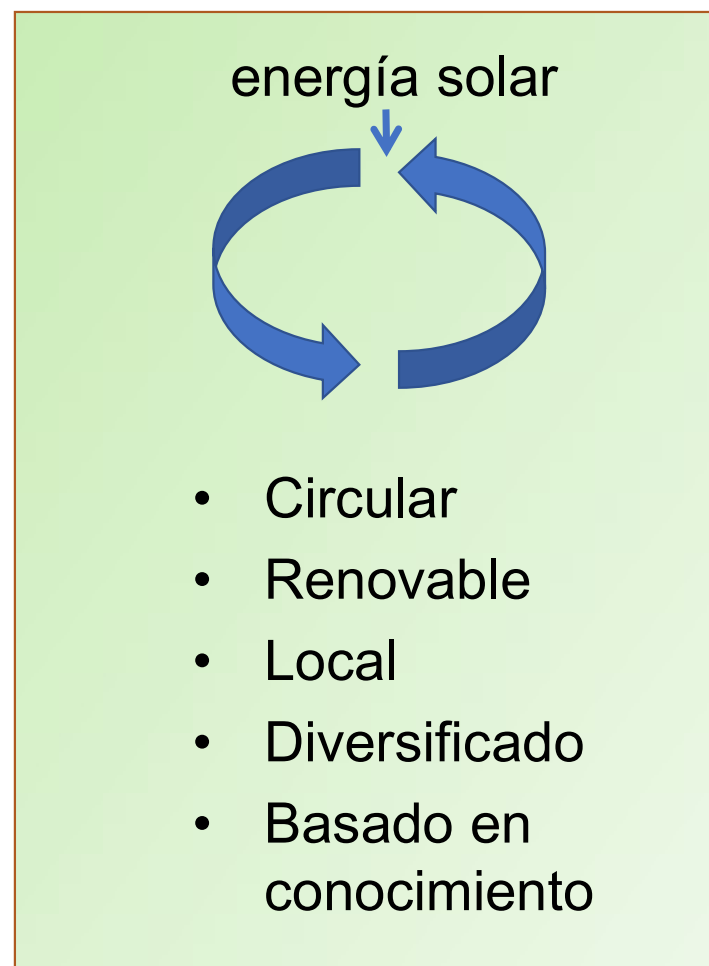 energía solar
• Circular
• Renovable
• Local
• Diversificado
• Basado en
conocimiento